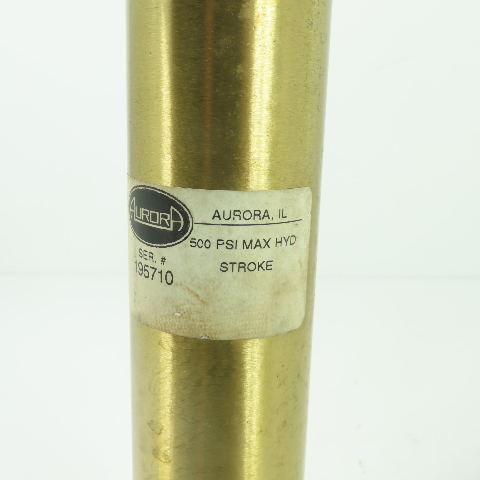 AURORA
AURORA, IL
500 PSI MAX HYD
SER. #
STROKE
195710